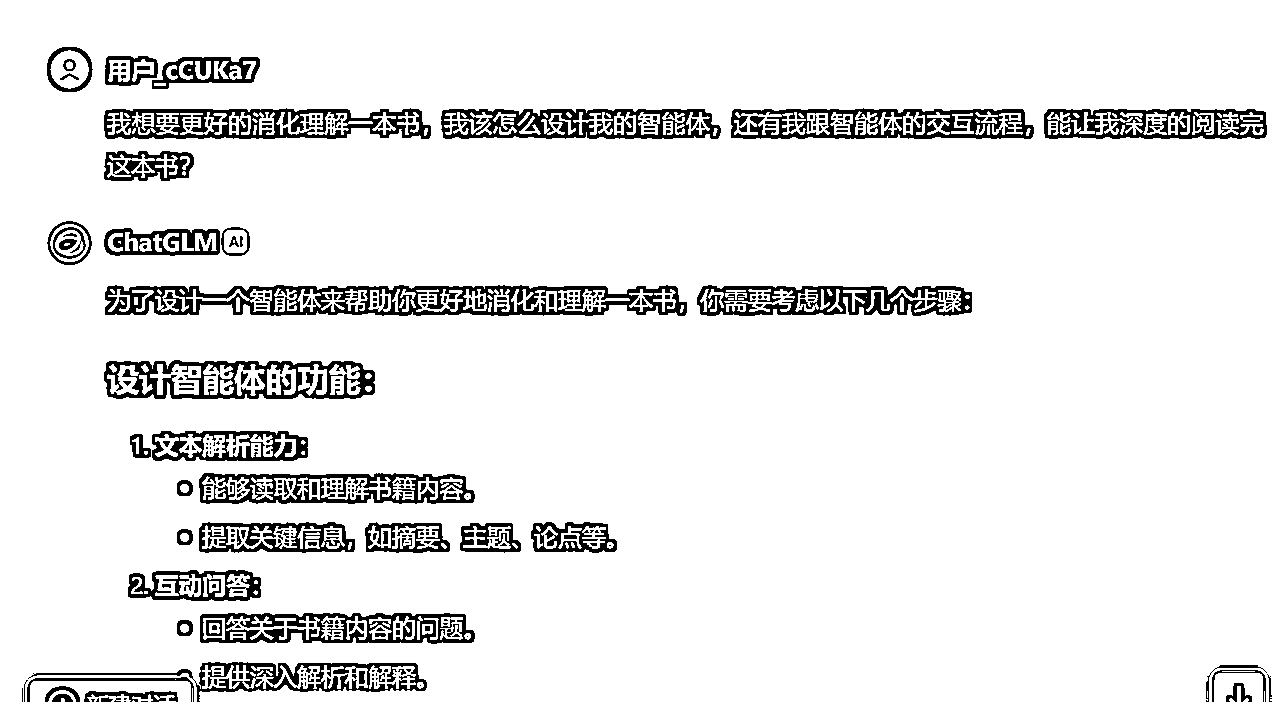 用户_cCUKa7
我想要更好的消化理解一本书，我该怎么设计我的智能体，还有我跟智能体的交互流程，能让我深度的阅读完
这本书？
ChatGLM AI
为了设计一个智能体来帮助你更好地消化和理解一本书，你需要考虑以下几个步骤：
设计智能体的功能：
1. 文本解析能力：
能够读取和理解书籍内容。
提取关键信息，如摘要、主题、论点等。
2. 互动问答：
回答关于书籍内容的问题。
提供深入解析和解释。
新建对话